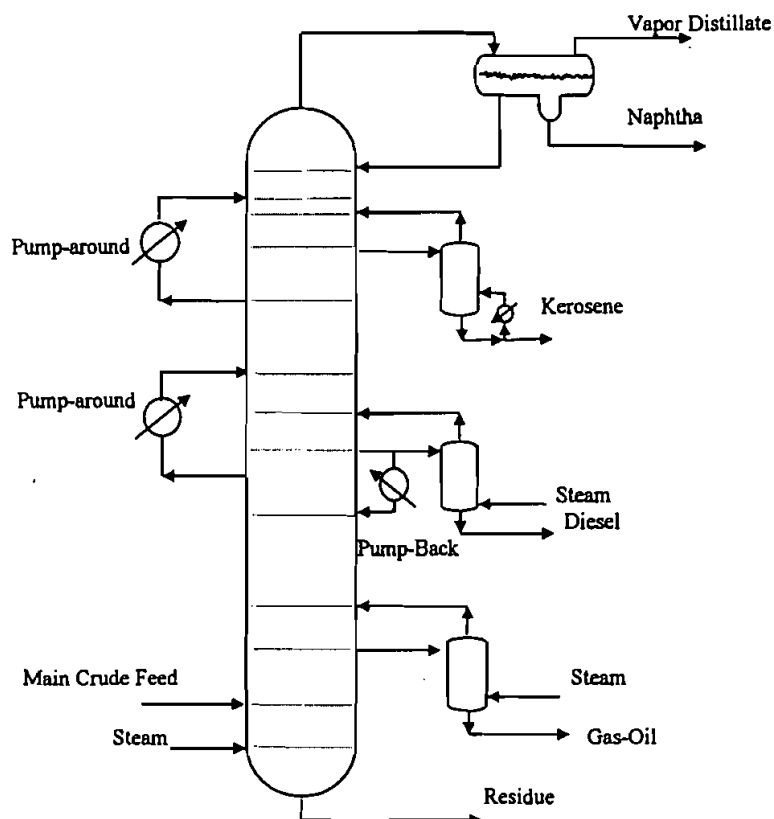 Vapor Distillate
Naphtha
Pump-around
Kerosene
Pump-around
Steam
Diesel
Pump-Back
Main Crude Feed
Steam
Steam
Gas-Oil
Residue